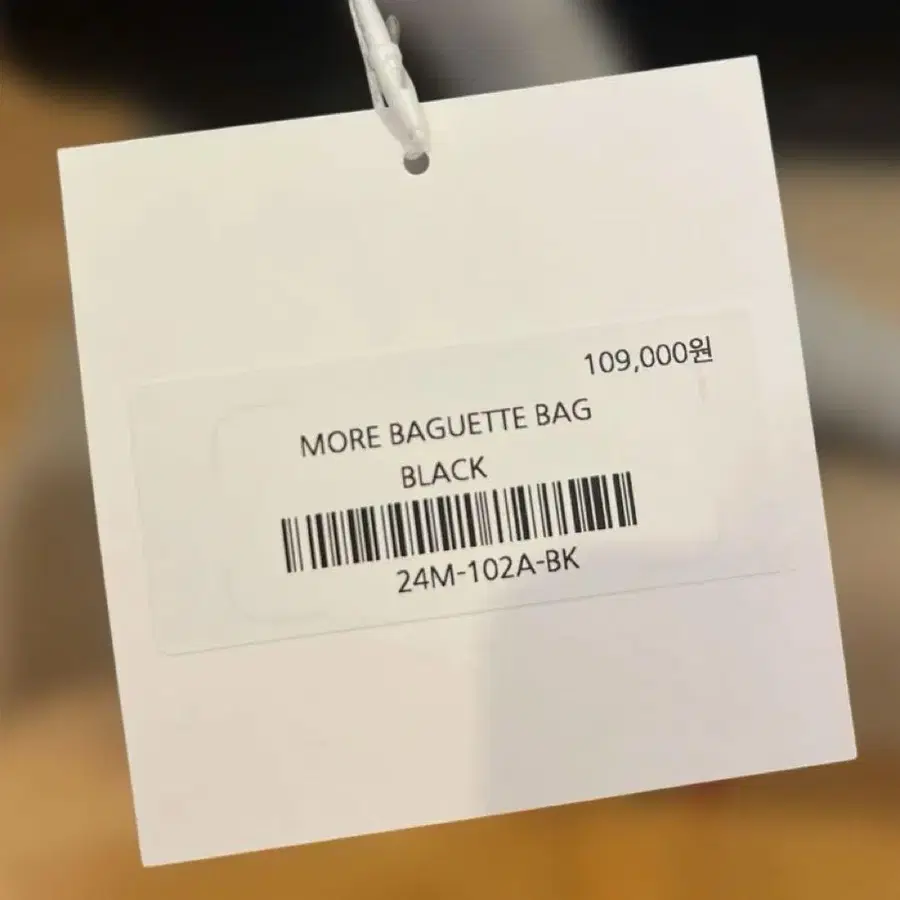 109,000원
MORE BAGUETTE BAG
BLACK
24M-102A-BK